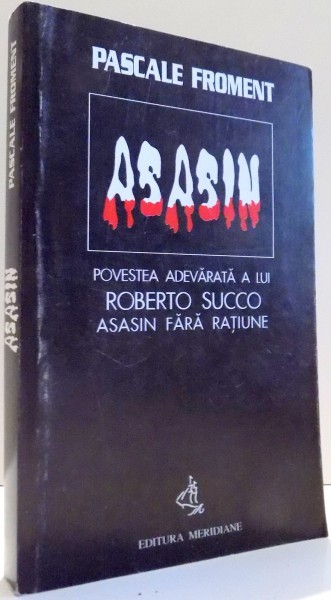 PASCALE FROMENT
ASASIN
POVESTEA ADEVĂRATĂ A LUI
ROBERTO SUCCO
ASASIN FĂRĂ RAȚIUNE
EDITURA MERIDIANE
PASCALE FROMENT
ASASIN